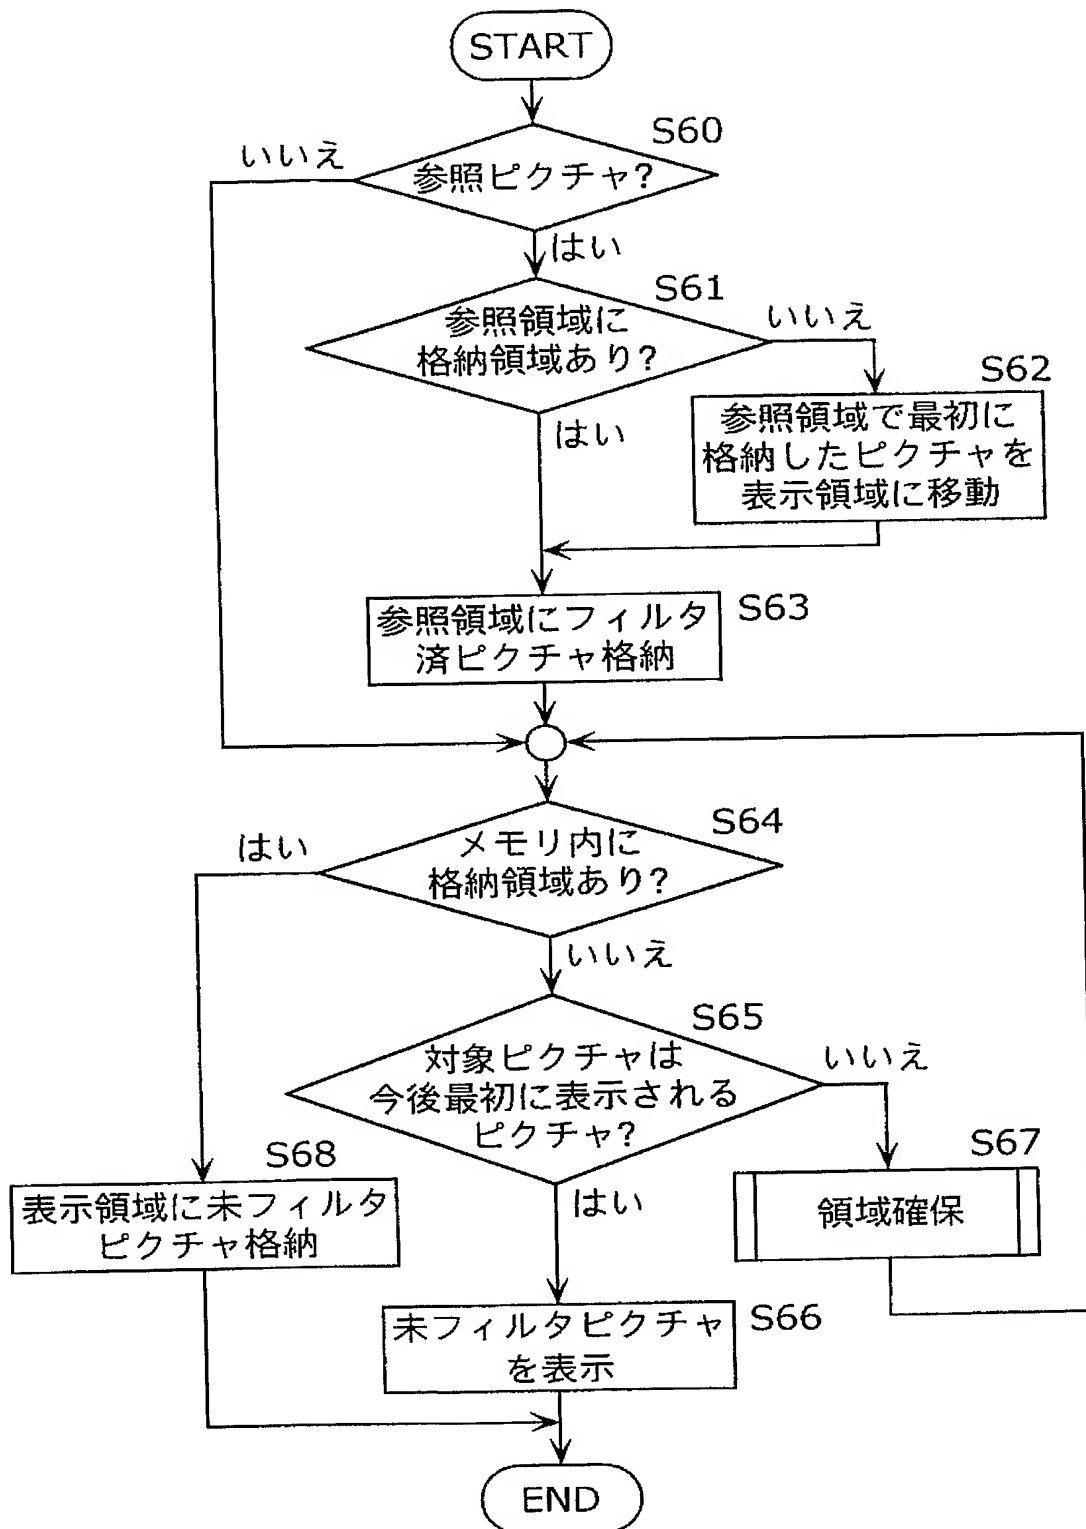 START
S60
いいえ
参照ピクチャ?
はい
S61
参照領域に
格納領域あり?
いいえ
はい
S62
参照領域で最初に
格納したピクチャを
表示領域に移動
S63
参照領域にフィルタ
済ピクチャ格納
S64
はい
メモリ内に
格納領域あり?
いいえ
S65
対象ピクチャは
今後最初に表示される
ピクチャ?
いいえ
はい
S68
表示領域に未フィルタ
ピクチャ格納
S67
領域確保
S66
未フィルタピクチャ
を表示
END